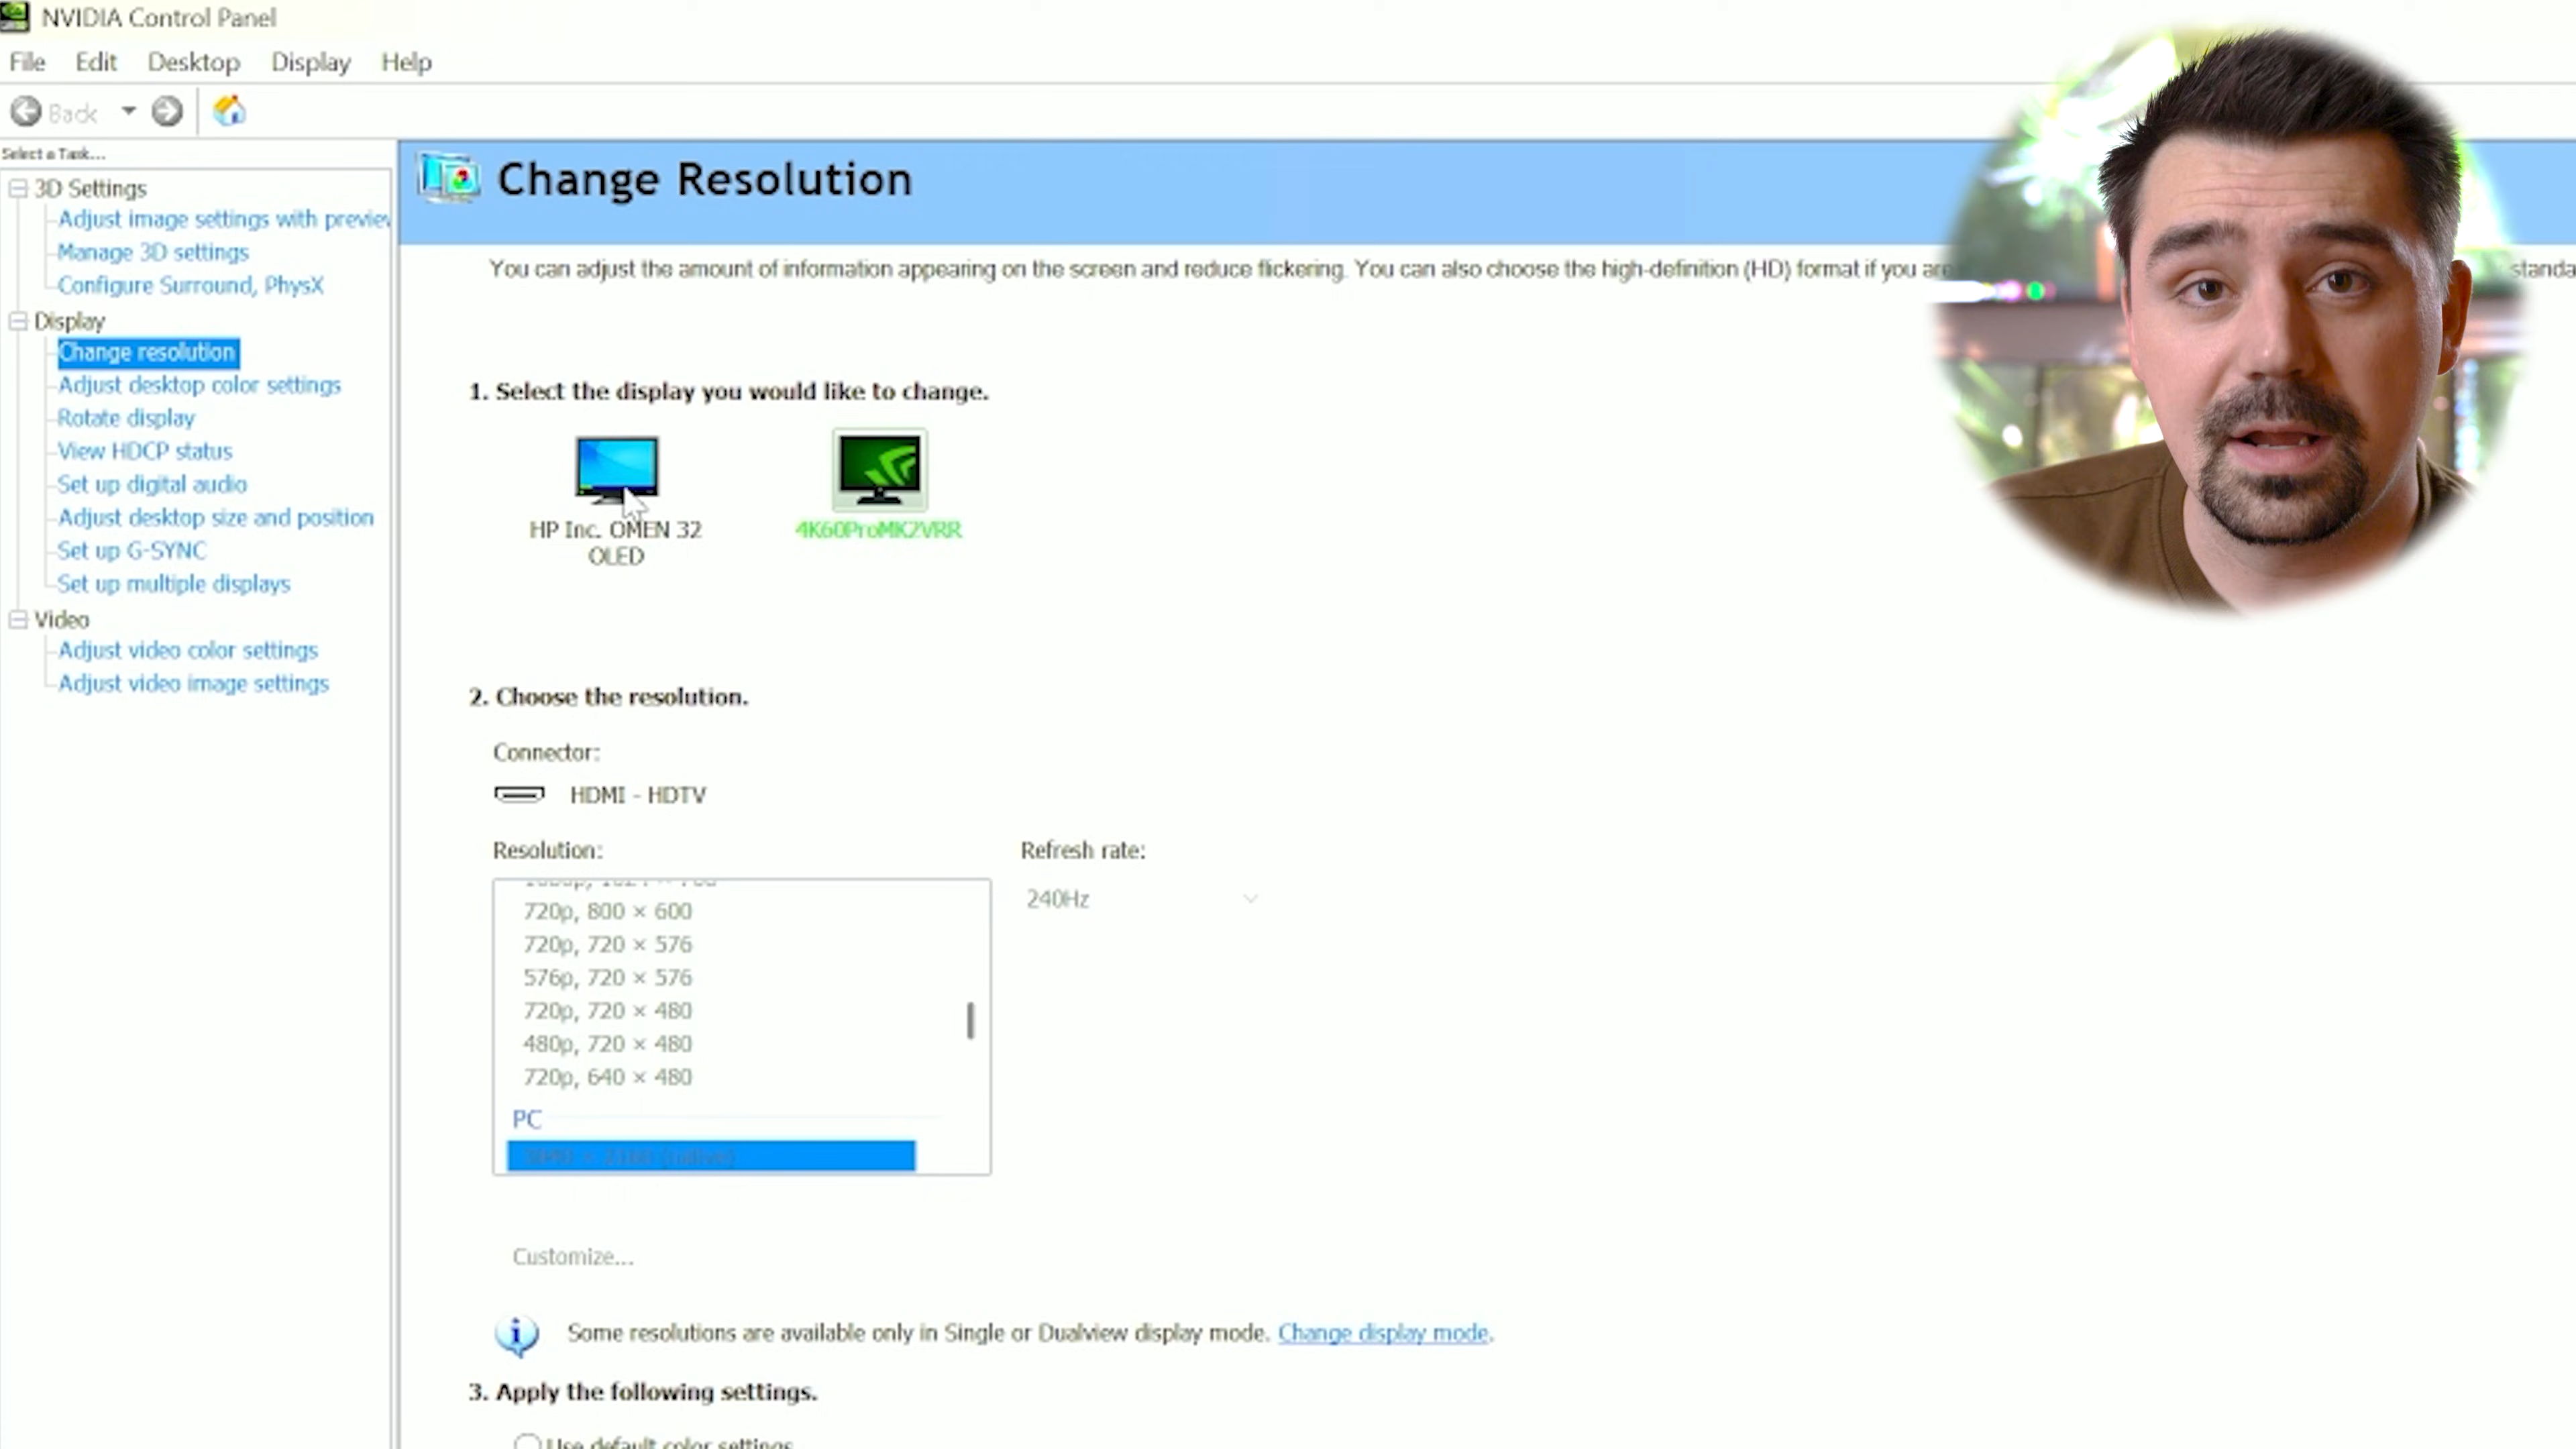 NVIDIA Control Panel
File Edit Desktop Display Help
Back
Select a Task...
3D Settings
Adjust image settings with preview
Manage 3D settings
Configure Surround, PhysX
Display
Change resolution
Adjust desktop color settings
Rotate display
View HDCP status
Set up digital audio
Adjust desktop size and position
Set up G-SYNC
Set up multiple displays
Video
Adjust video color settings
Adjust video image settings
Change Resolution
You can adjust the amount of information appearing on the screen and reduce flickering. You can also choose the high-definition (HD) format if you are
1. Select the display you would like to change.
HP Inc. OMEN 32
OLED
4K60ProMK2VRR
2. Choose the resolution.
Connector:
HDMI - HDTV
Resolution:
720p, 800 × 600
720p, 720 × 576
576p, 720 × 576
720p, 720 × 480
480p, 720 × 480
720p, 640 × 480
PC
Refresh rate:
240Hz
Customize...
Some resolutions are available only in Single or Dualview display mode. Change display mode.
3. Apply the following settings.
Use default color settings